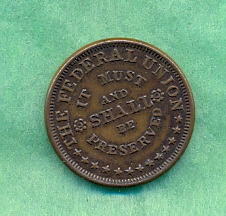 THE FEDERAL UNION
IT MUST
AND
SHALL
BE
PRESERVED